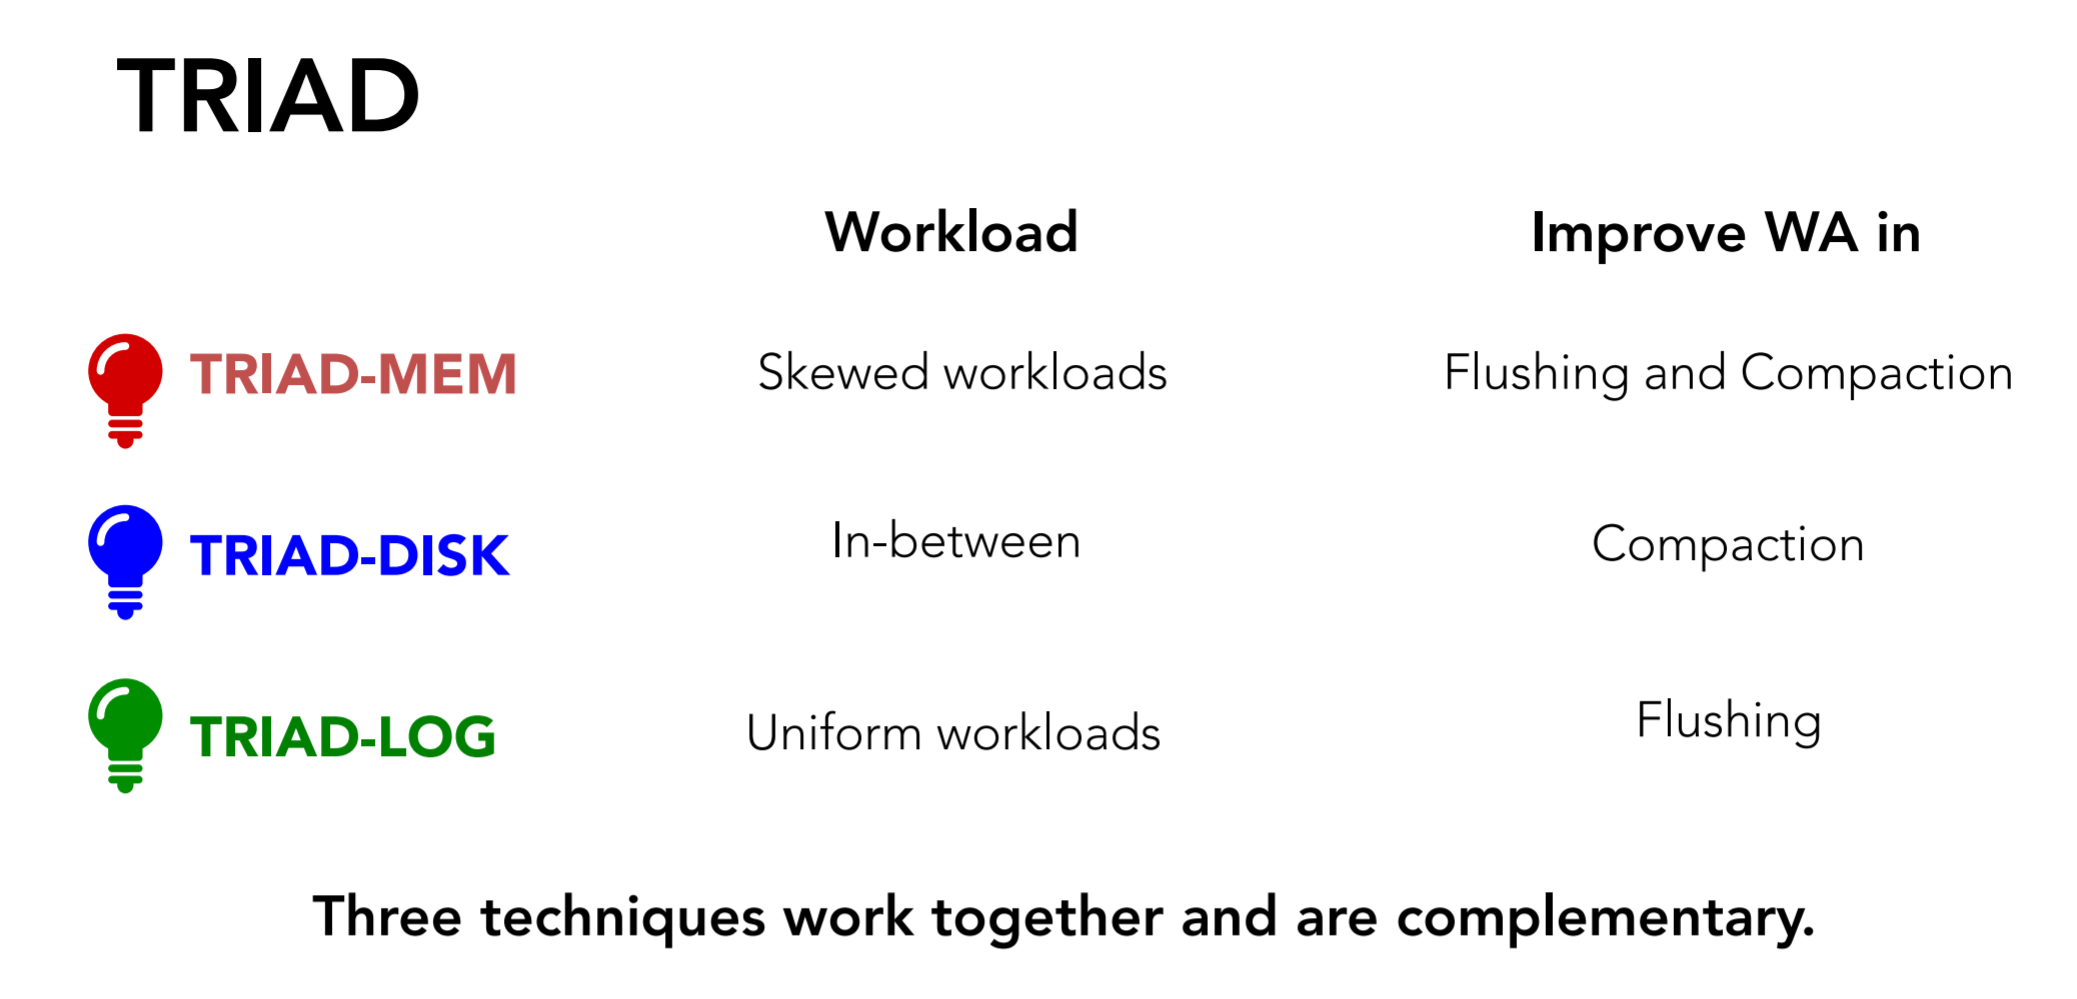 TRIAD
Workload Improve WA in
TRIAD-MEM Skewed workloads Flushing and Compaction
TRIAD-DISK In-between Compaction
TRIAD-LOG Uniform workloads Flushing
Three techniques work together and are complementary.